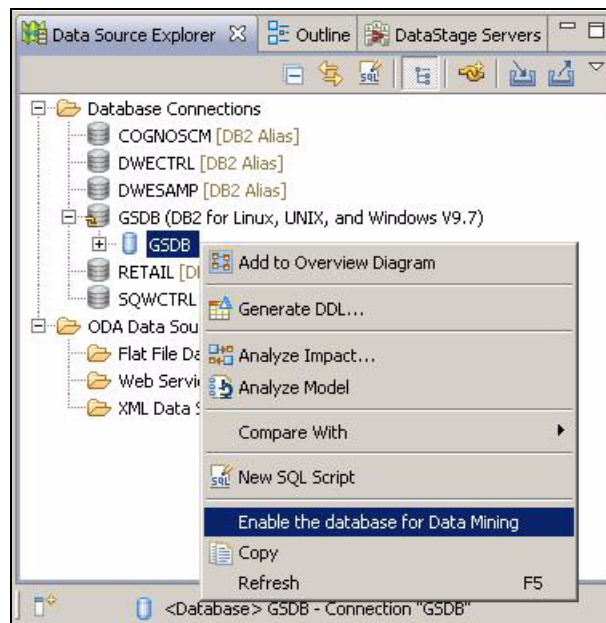 Data Source Explorer Outline DataStage Servers
SQL
Database Connections
COGNOSCM [DB2 Alias]
DWECTRL [DB2 Alias]
DWESAMP [DB2 Alias]
GSDB (DB2 for Linux, UNIX, and Windows V9.7)
GSDB
RETAIL
SQWCTRL
ODA Data Sou
Flat File Da
Web Servi
XML Data S
Add to Overview Diagram
Generate DDL...
Analyze Impact...
Analyze Model
Compare With
SQL New SQL Script
Enable the database for Data Mining
Copy
Refresh F5
<Database> GSDB - Connection "GSDB"